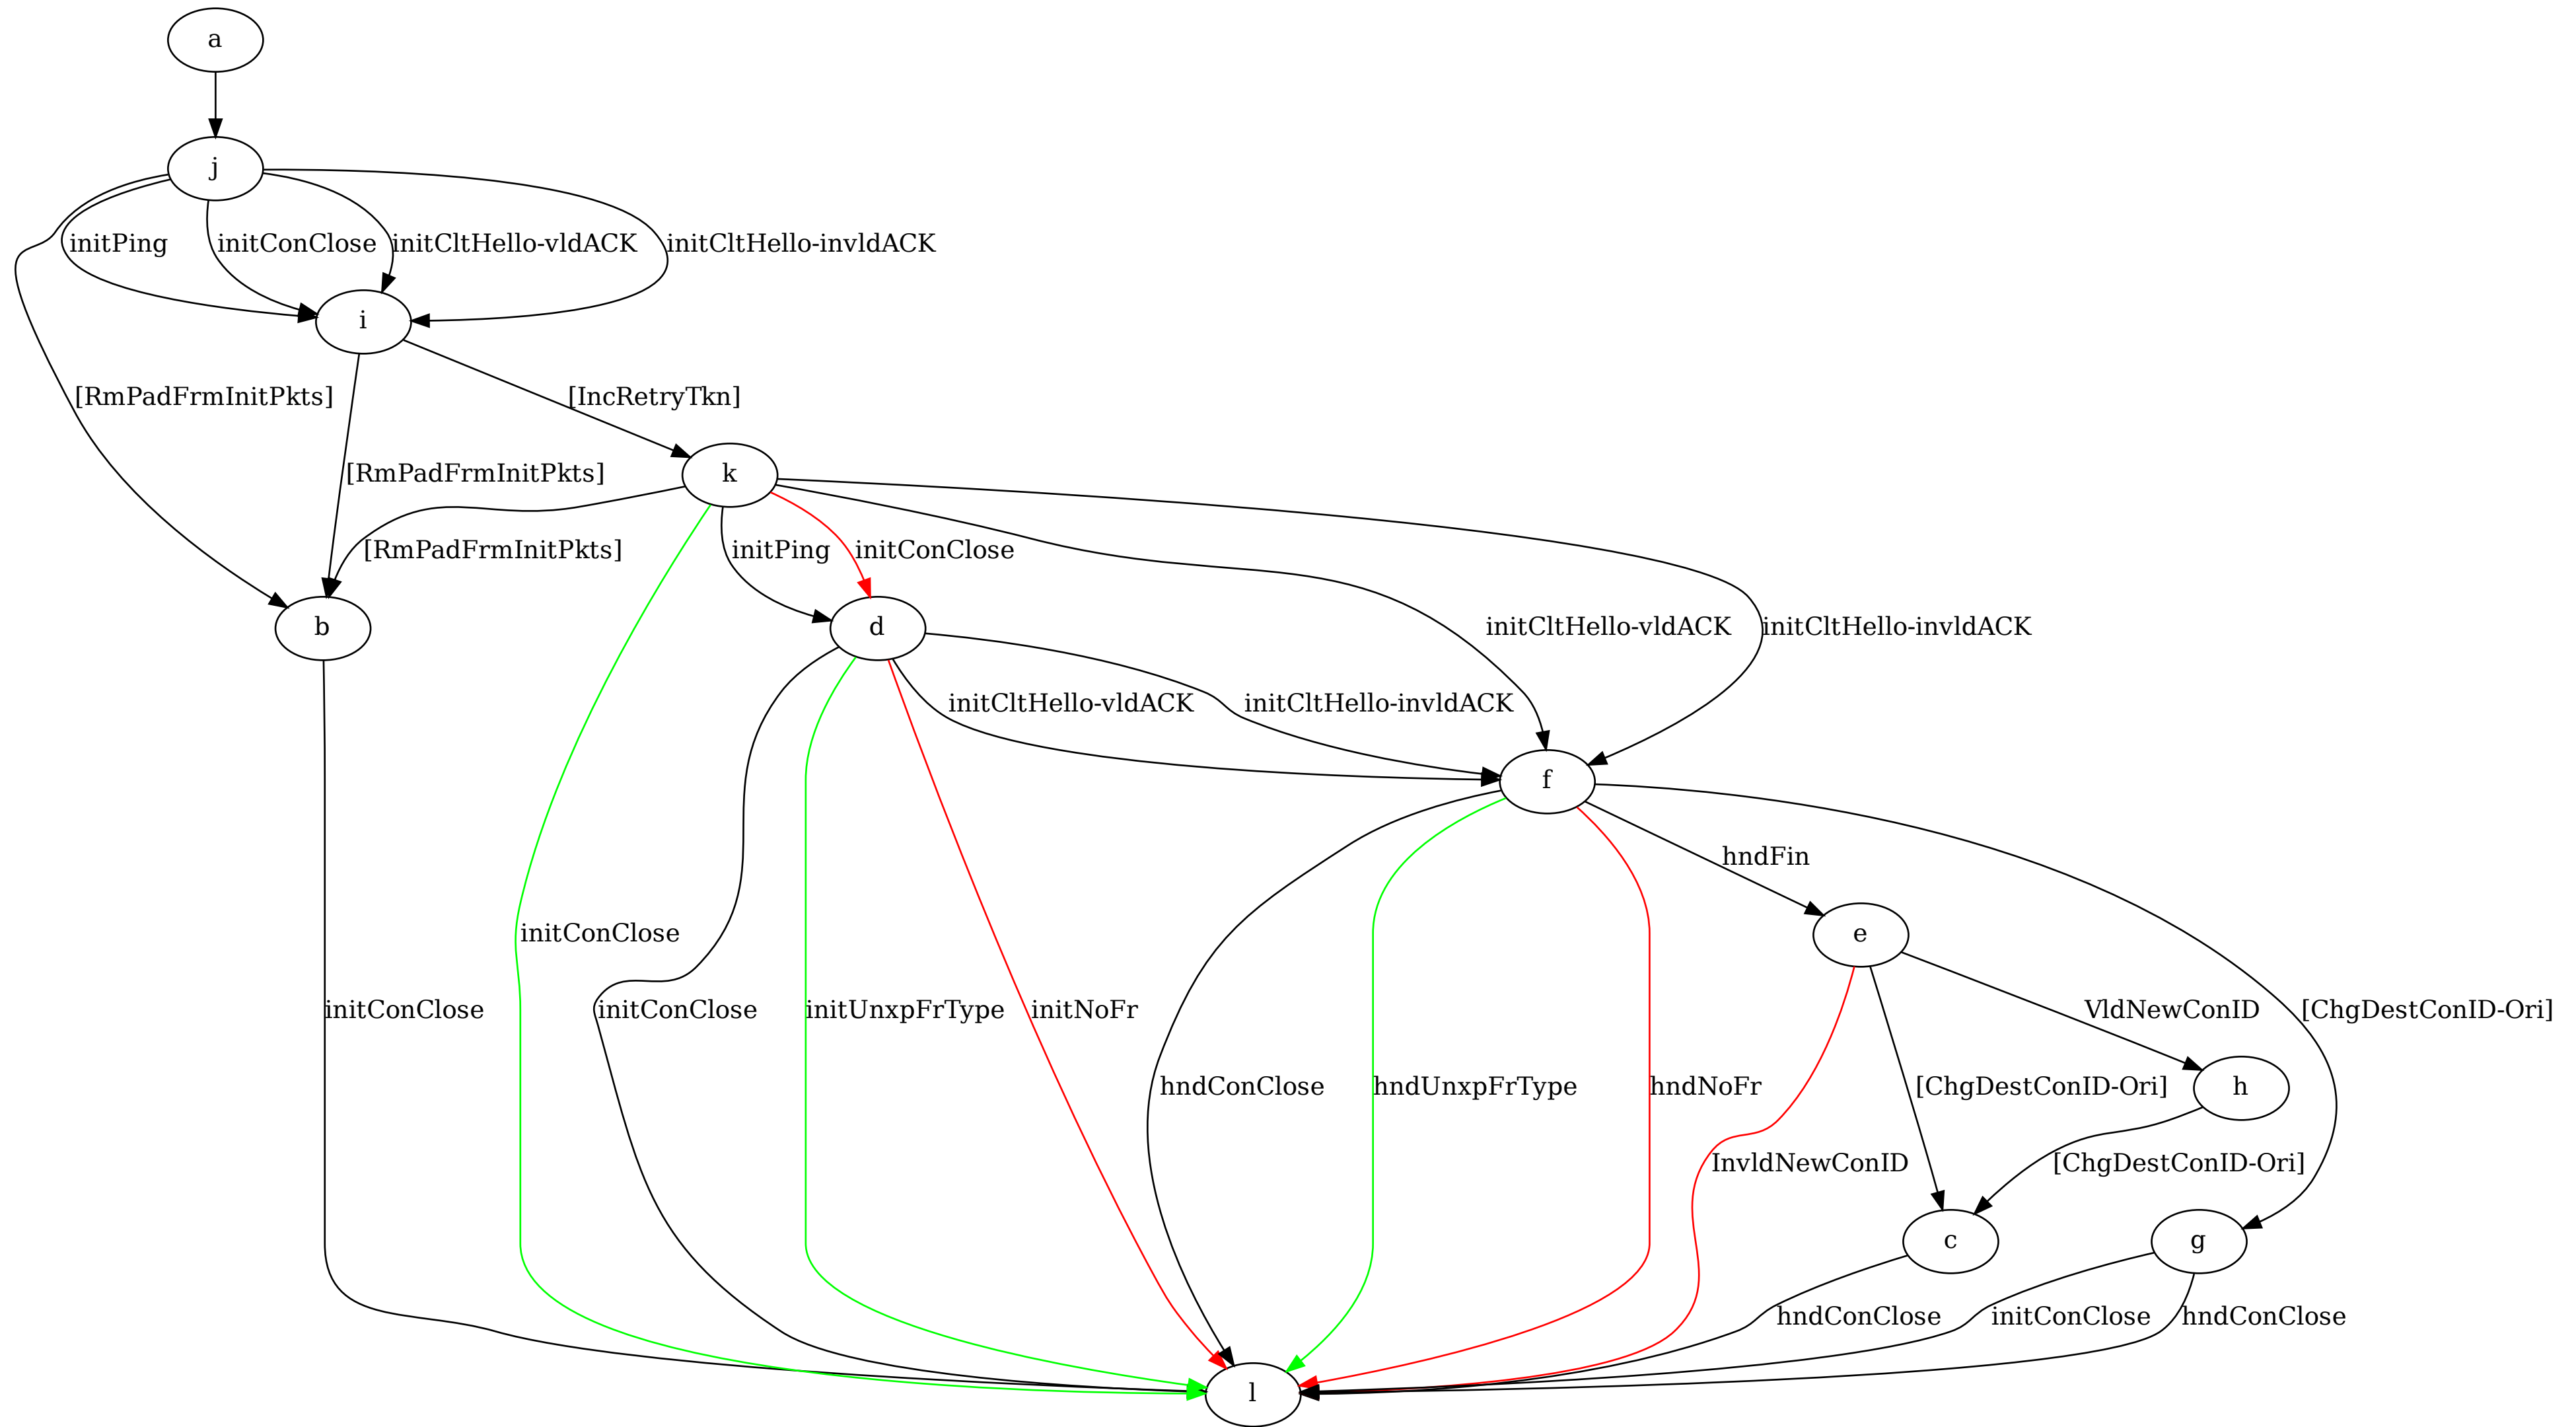 a
j
initPing
initConClose
initCltHello-vldACK
initCltHello-invldACK
i
[RmPadFrmInitPkts]
[IncRetryTkn]
[RmPadFrmInitPkts]
k
[RmPadFrmInitPkts]
initPing
initConClose
b
d
initCltHello-vldACK
initCltHello-invldACK
initCltHello-vldACK
initCltHello-invldACK
f
hndFin
initConClose
e
initConClose
initConClose
initUnxpFrType
initNoFr
VldNewConID
[ChgDestConID-Ori]
hndConClose
hndUnxpFrType
hndNoFr
[ChgDestConID-Ori]
h
InvldNewConID
[ChgDestConID-Ori]
c
g
hndConClose
initConClose
hndConClose
l